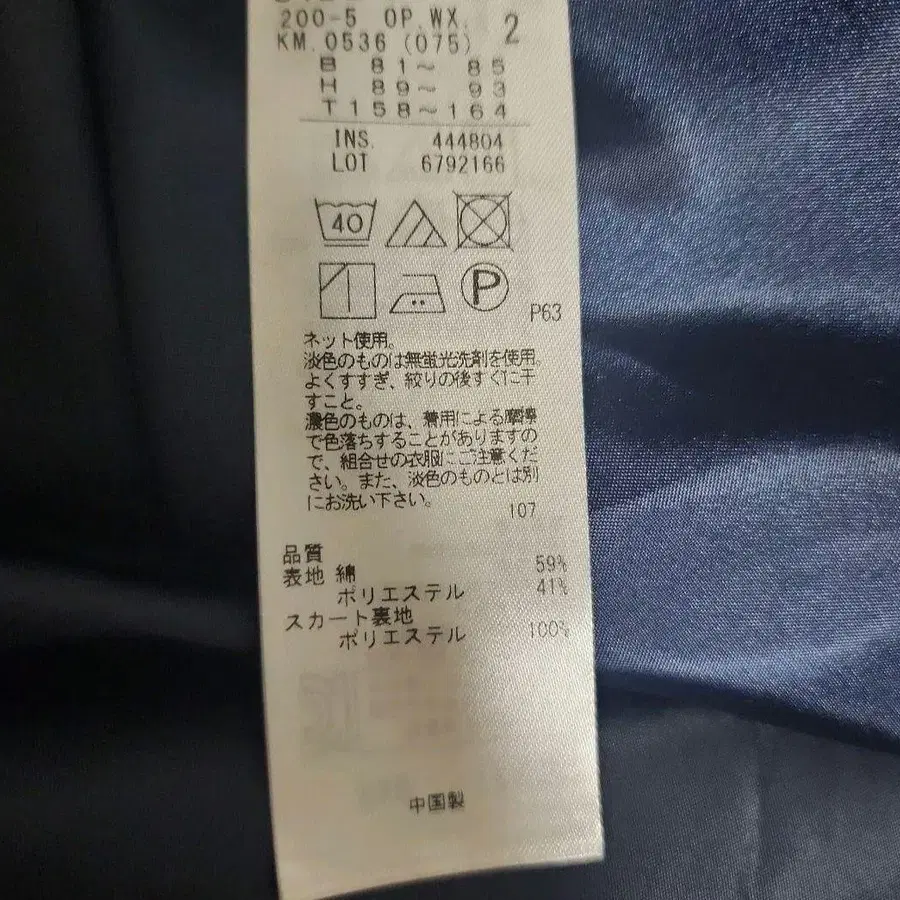 200-5 OP.WX. 2
KM.0536 (075)
B 81～ 85
H 89～ 93
T158～164
INS. 444804
LOT 6792166
40
P
P63
ネット使用。
淡色のものは無蛍光洗剤を使用。
よくすすぎ、絞りの後すぐに干
すこと。
濃色のものは、着用による摩擦
で色落ちすることがありますの
で、組合せの衣服にご注意くだ
さい。また、淡色のものとは別
にお洗い下さい。
107
品質
表地 綿 59%
ポリエステル 41%
スカート裏地
ポリエステル 100%
中国製